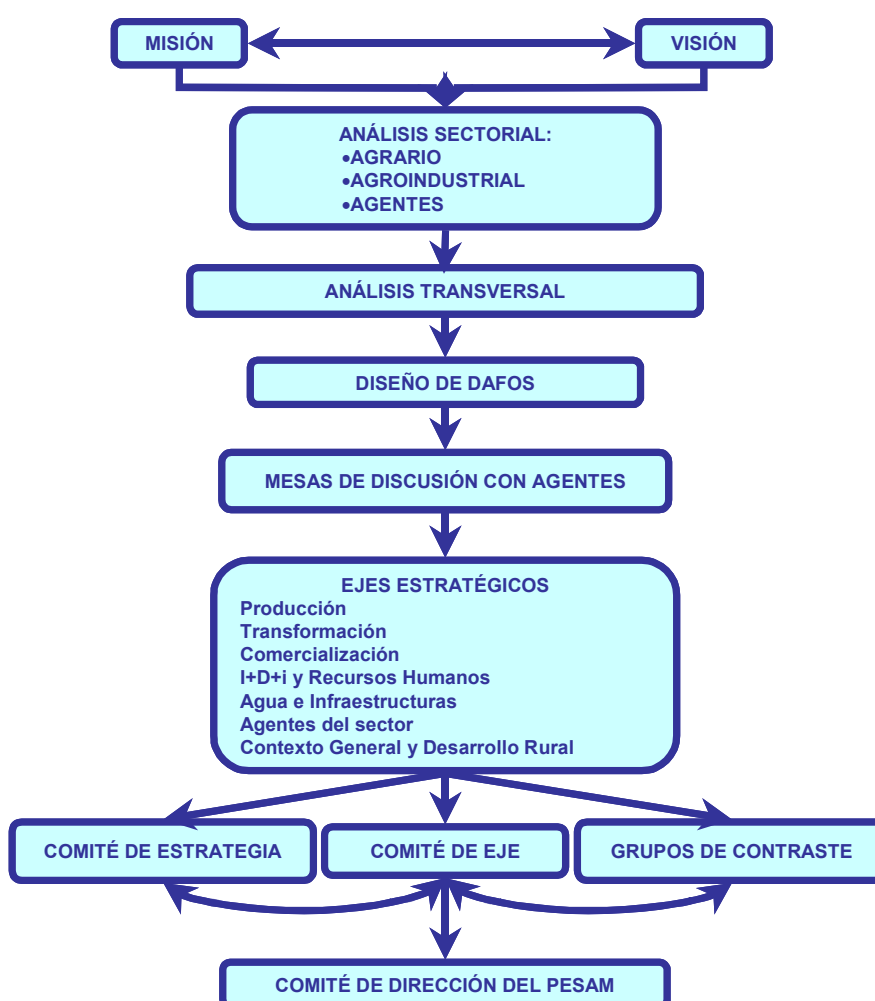 MISIÓN
VISIÓN
ANÁLISIS SECTORIAL:
•AGRARIO
•AGROINDUSTRIAL
•AGENTES
ANÁLISIS TRANSVERSAL
DISEÑO DE DAFOS
MESAS DE DISCUSIÓN CON AGENTES
EJES ESTRATÉGICOS
Producción
Transformación
Comercialización
I+D+i y Recursos Humanos
Agua e Infraestructuras
Agentes del sector
Contexto General y Desarrollo Rural
COMITÉ DE ESTRATEGIA
COMITÉ DE EJE
GRUPOS DE CONTRASTE
COMITÉ DE DIRECCIÓN DEL PESAM